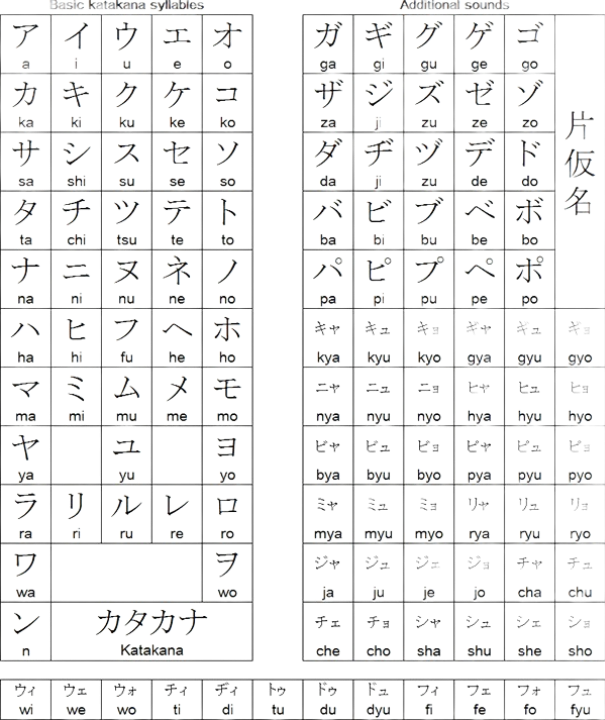 Basic katakana syllables Additional sounds
ア イ ウ エ オ ガ ギ グ ゲ ゴ
a i u e o ga gi gu ge go
カ キ ク ケ コ ザ ジ ズ ゼ ゾ
ka ki ku ke ko za ji zu ze zo
サ シ ス セ ソ ダ ヂ ヅ デ ド
sa shi su se so da ji zu de do
タ チ ツ テ ト バ ビ ブ ベ ボ
ta chi tsu te to ba bi bu be bo
ナ ニ ヌ ネ ノ パ ピ プ ペ ポ
na ni nu ne no pa pi pu pe po
片仮名
ハ ヒ フ ヘ ホ キャ キュ キョ ギャ ギュ ギョ
ha hi fu he ho kya kyu kyo gya gyu gyo
マ ミ ム メ モ ニャ ニュ ニョ ヒャ ヒュ ヒョ
ma mi mu me mo nya nyu nyo hya hyu hyo
ヤ ユ ヨ ビャ ビュ ビョ ピャ ピュ ピョ
ya yu yo bya byu byo pya pyu pyo
ラ リ ル レ ロ ミャ ミュ ミョ リャ リュ リョ
ra ri ru re ro mya myu myo rya ryu ryo
ワ ヲ ジャ ジュ ジェ ジョ チャ チュ
wa wo ja ju je jo cha chu
ン カタカナ チェ チョ シャ シュ シェ ショ
n Katakana che cho sha shu she sho
ウィ ウェ ウォ ティ ディ トゥ ドゥ デュ フィ フェ フォ フュ
wi we wo ti di tu du dyu fi fe fo fyu